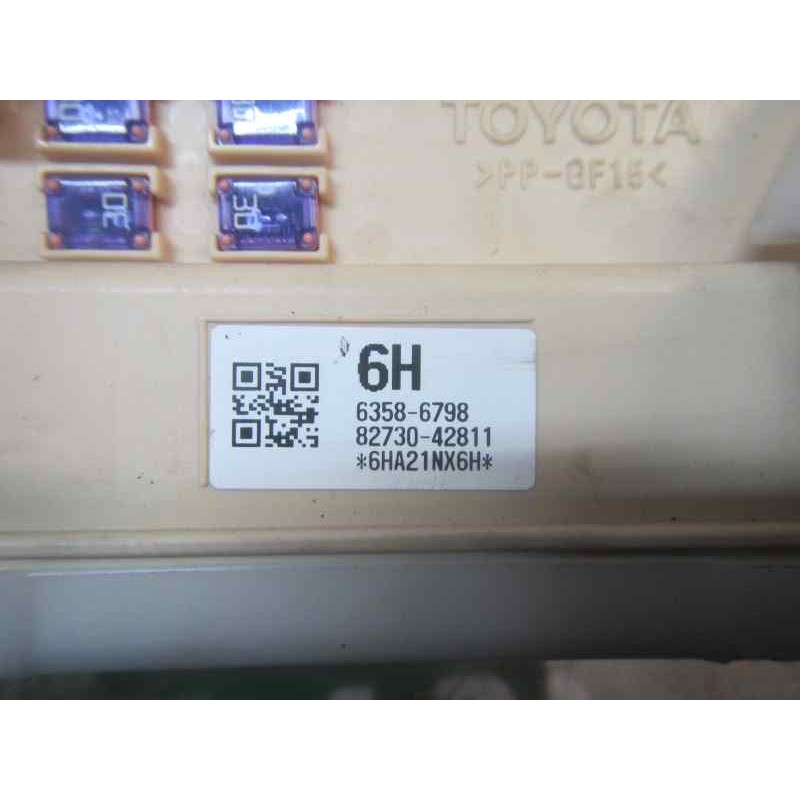 TOYOTA
>PP-GF15<
30
30
6H
6358-6798
82730-42811
*6HA21NX6H*